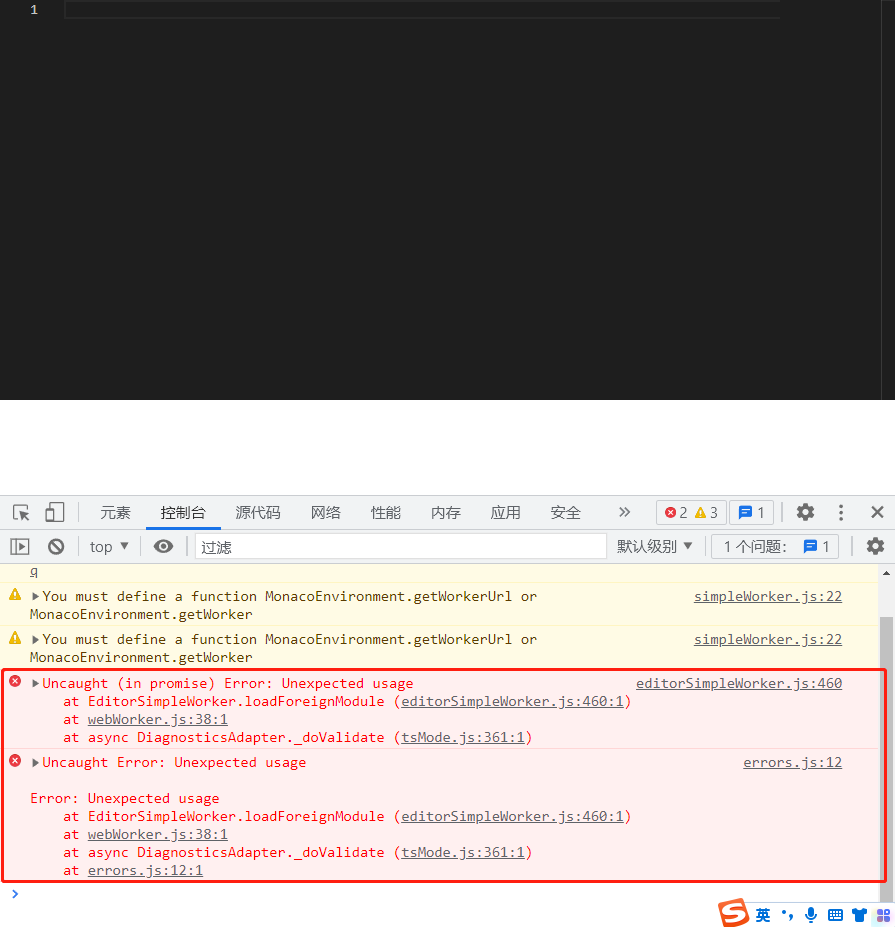 1
元素 控制台 源代码 网络 性能 内存 应用 安全 » 2 3 1
top 过滤 默认级别 1 个问题: 1
q
You must define a function MonacoEnvironment.getWorkerUrl or simpleWorker.js:22
MonacoEnvironment.getWorker
You must define a function MonacoEnvironment.getWorkerUrl or simpleWorker.js:22
MonacoEnvironment.getWorker
Uncaught (in promise) Error: Unexpected usage editorSimpleWorker.js:460
at EditorSimpleWorker.loadForeignModule (editorSimpleWorker.js:460:1)
at webWorker.js:38:1
at async DiagnosticsAdapter._doValidate (tsMode.js:361:1)
Uncaught Error: Unexpected usage errors.js:12
Error: Unexpected usage
at EditorSimpleWorker.loadForeignModule (editorSimpleWorker.js:460:1)
at webWorker.js:38:1
at async DiagnosticsAdapter._doValidate (tsMode.js:361:1)
at errors.js:12:1
英